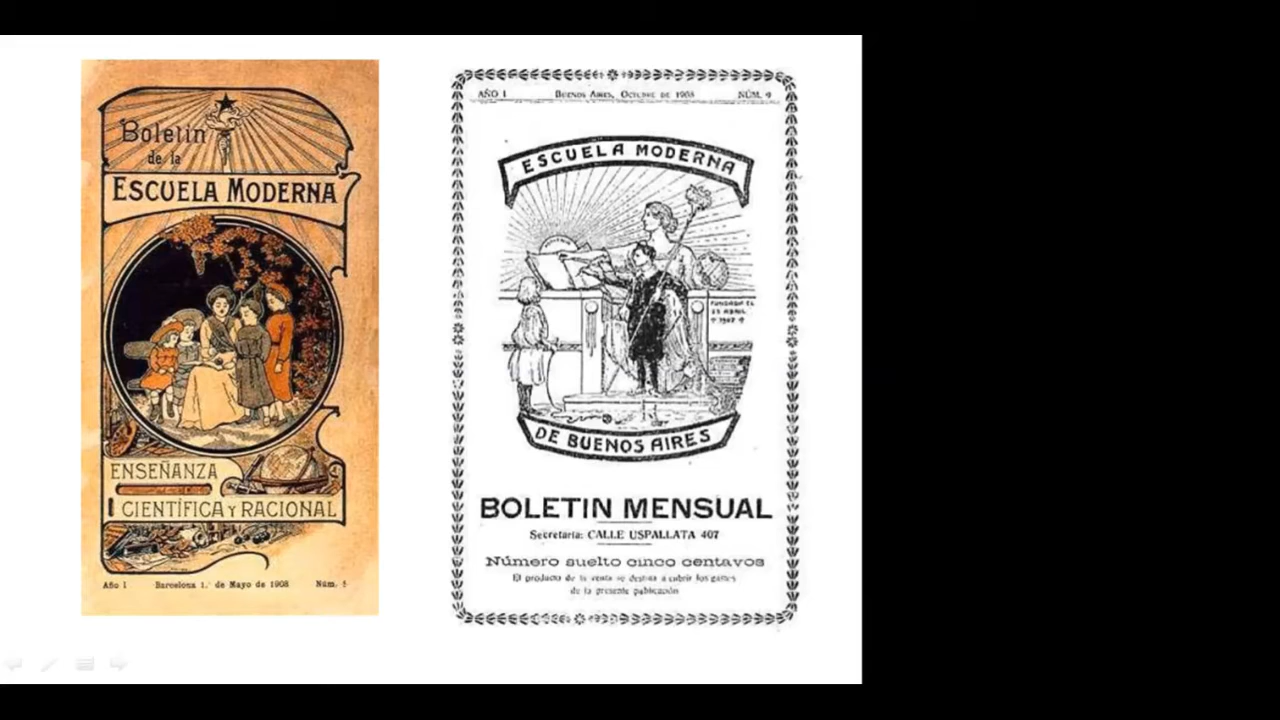 Boletín
de la
ESCUELA MODERNA
ENSEÑANZA
CIENTÍFICA Y RACIONAL
Año I Barcelona 1.º de Mayo de 1908 Núm.
AÑO I BUENOS AIRES, OCTUBRE DE 1908 NÚM.
ESCUELA MODERNA
FUNDADA EL
ABRIL
DE BUENOS AIRES
BOLETIN MENSUAL
Secretaría: CALLE USPALLATA 407
Número suelto cinco centavos
El producto de la venta se destina a cubrir los gastos
de la presente publicación